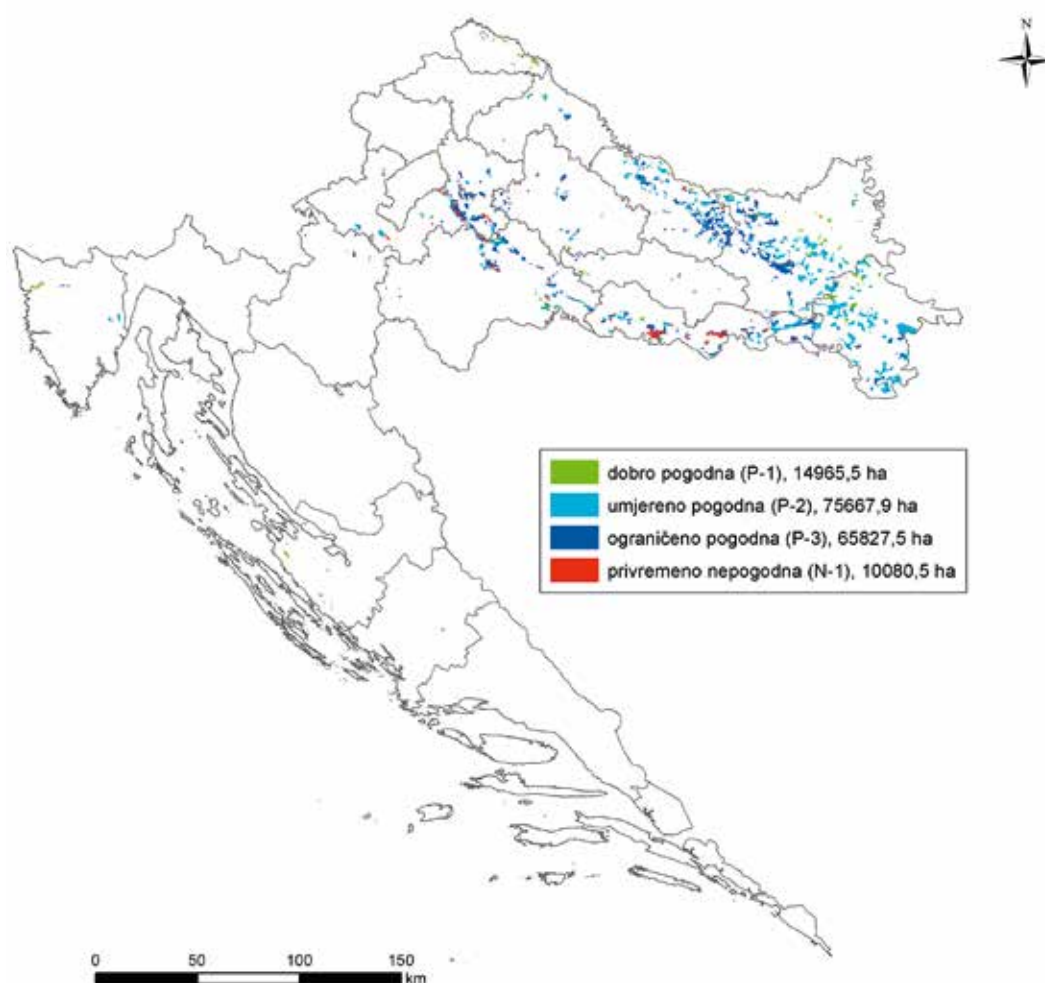 N
dobro pogodna (P-1), 14965,5 ha
umjereno pogodna (P-2), 75667,9 ha
ograničeno pogodna (P-3), 65827,5 ha
privremeno nepogodna (N-1), 10080,5 ha
0 50 100 150
km